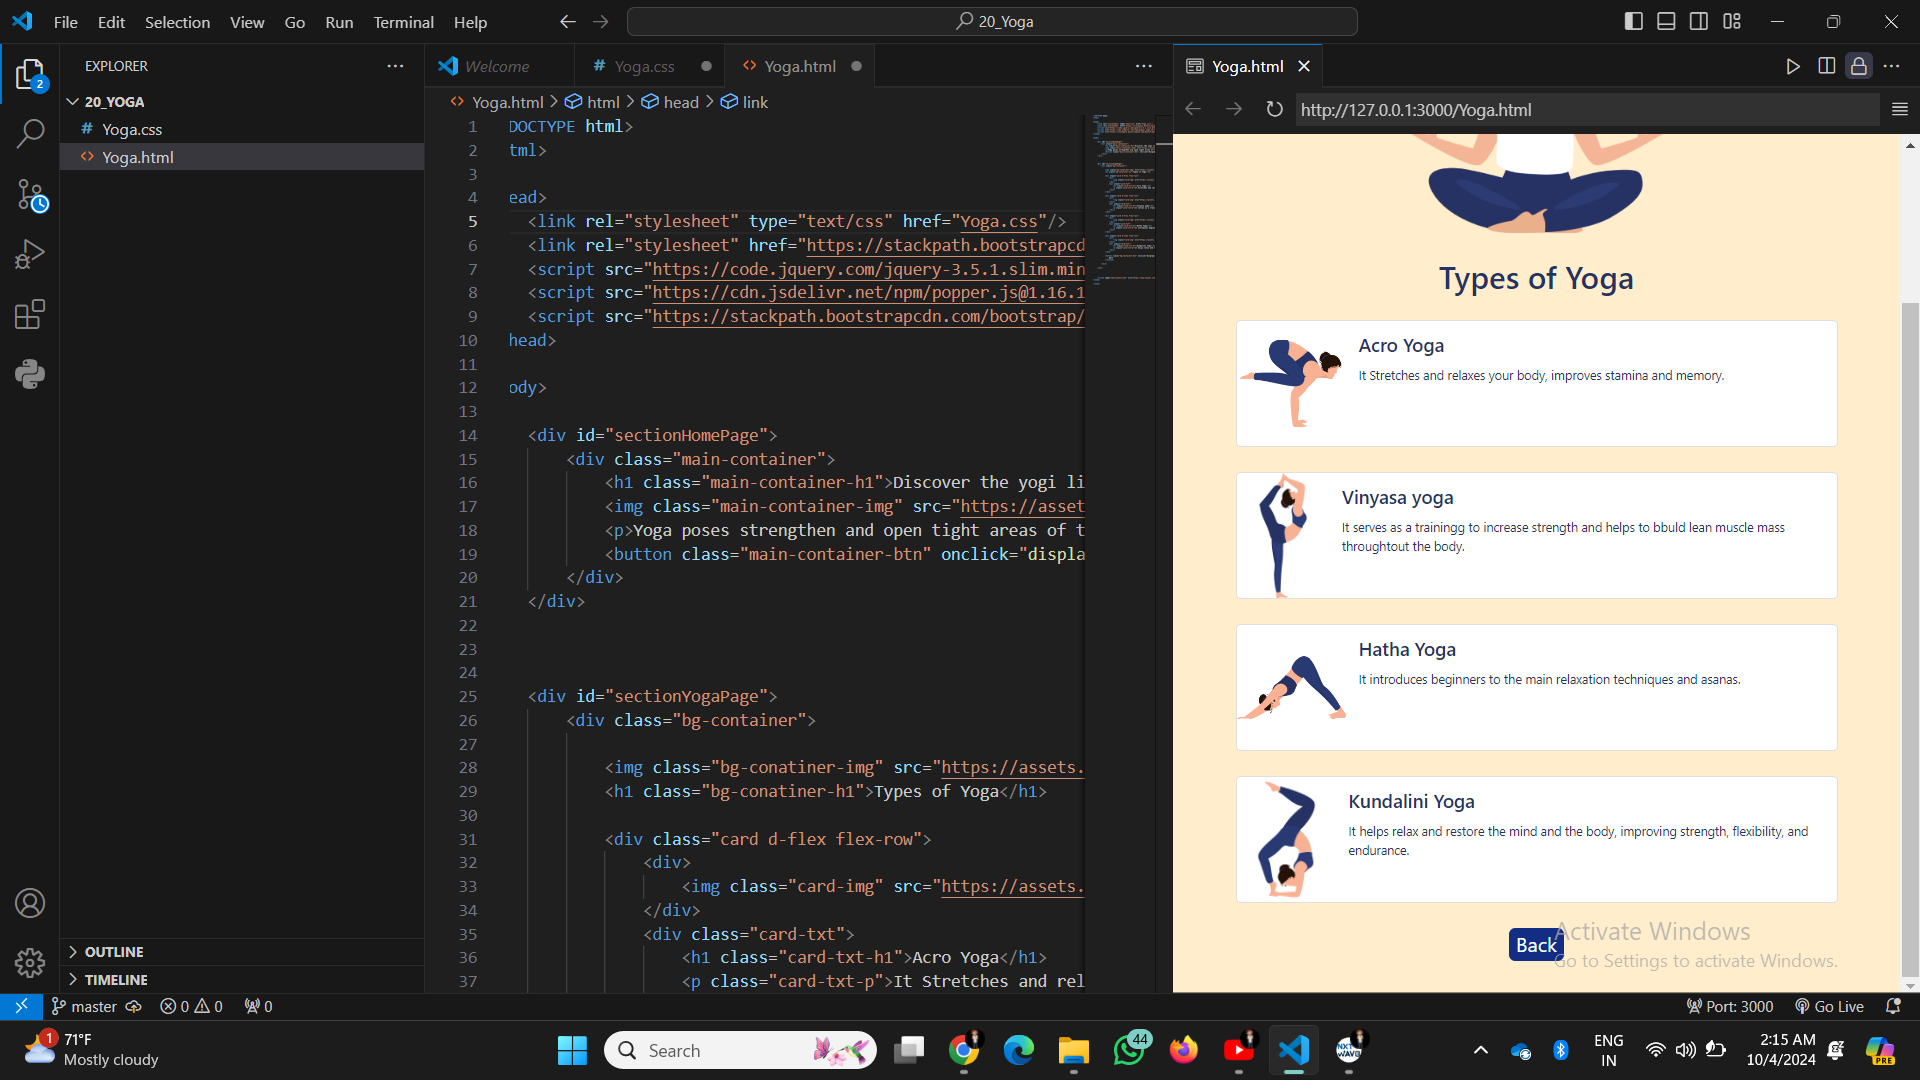 File Edit Selection View Go Run Terminal Help
20_Yoga
EXPLORER
20_YOGA
# Yoga.css
<> Yoga.html
2
OUTLINE
TIMELINE
Welcome
# Yoga.css
<> Yoga.html
<> Yoga.html > html > head > link
1 DOCTYPE html>
2 tml>
3
4 ead>
5 <link rel="stylesheet" type="text/css" href="Yoga.css"/>
6 <link rel="stylesheet" href="https://stackpath.bootstrapcd
7 <script src="https://code.jquery.com/jquery-3.5.1.slim.min
8 <script src="https://cdn.jsdelivr.net/npm/popper.js@1.16.1
9 <script src="https://stackpath.bootstrapcdn.com/bootstrap/
10 head>
11
12 ody>
13
14 <div id="sectionHomePage">
15 <div class="main-container">
16 <h1 class="main-container-h1">Discover the yogi li
17 <img class="main-container-img" src="https://asset
18 <p>Yoga poses strengthen and open tight areas of t
19 <button class="main-container-btn" onclick="displa
20 </div>
21 </div>
22
23
24
25 <div id="sectionYogaPage">
26 <div class="bg-container">
27
28 <img class="bg-conatiner-img" src="https://assets.
29 <h1 class="bg-conatiner-h1">Types of Yoga</h1>
30
31 <div class="card d-flex flex-row">
32 <div>
33 <img class="card-img" src="https://assets.
34 </div>
35 <div class="card-txt">
36 <h1 class="card-txt-h1">Acro Yoga</h1>
37 <p class="card-txt-p">It Stretches and rel
Yoga.html
http://127.0.0.1:3000/Yoga.html
Types of Yoga
Acro Yoga
It Stretches and relaxes your body, improves stamina and memory.
Vinyasa yoga
It serves as a trainingg to increase strength and helps to bbuld lean muscle mass
throughtout the body.
Hatha Yoga
It introduces beginners to the main relaxation techniques and asanas.
Kundalini Yoga
It helps relax and restore the mind and the body, improving strength, flexibility, and
endurance.
Back
Activate Windows
Go to Settings to activate Windows.
master
0 0
0
Port: 3000
Go Live
1
71°F
Mostly cloudy
Search
44
NXT
WAVE
ENG
IN
2:15 AM
10/4/2024
PRE